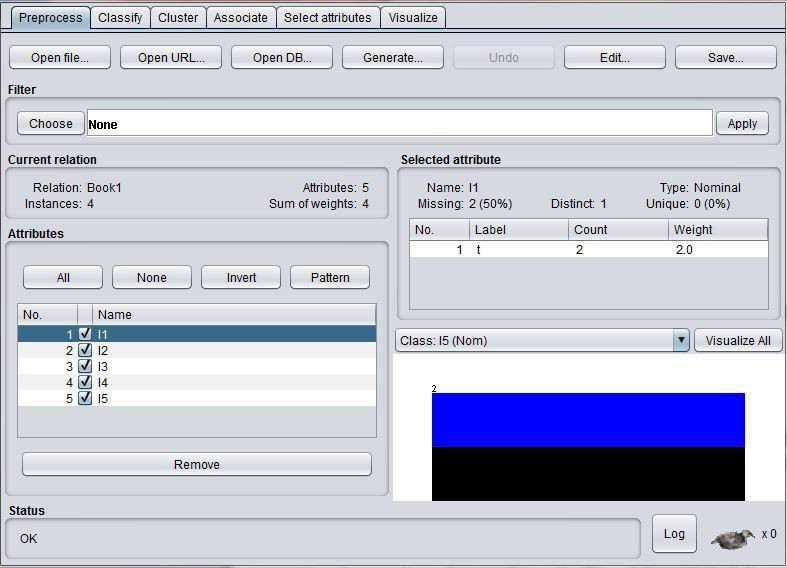 Preprocess Classify Cluster Associate Select attributes Visualize
Open file... Open URL... Open DB... Generate... Undo Edit... Save...
Filter
Choose None Apply
Current relation
Relation: Book1 Attributes: 5
Instances: 4 Sum of weights: 4
Selected attribute
Name: I1 Type: Nominal
Missing: 2 (50%) Distinct: 1 Unique: 0 (0%)
No. Label Count Weight
1 t 2 2.0
Attributes
All None Invert Pattern
No. Name
1 I1
2 I2
3 I3
4 I4
5 I5
Remove
Class: I5 (Nom) Visualize All
2
Status
OK
Log x 0